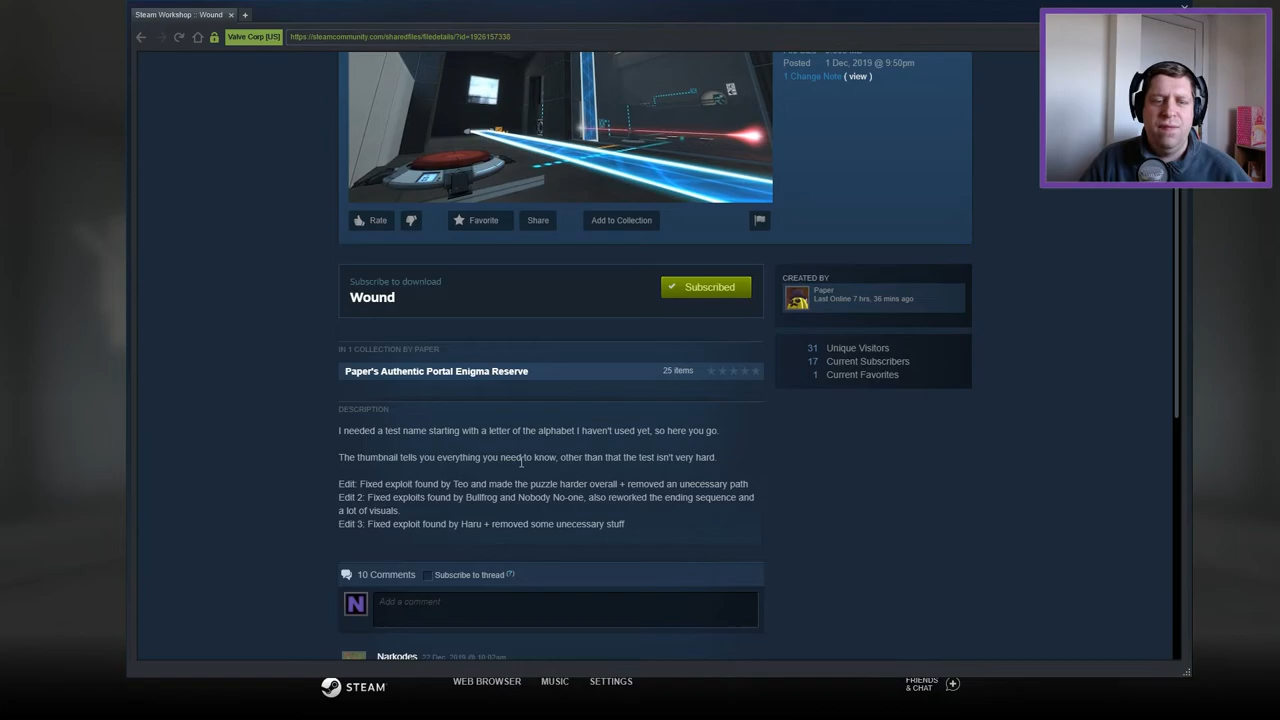 Steam Workshop :: Wound
Valve Corp [US]
https://steamcommunity.com/sharedfiles/filedetails/?id=1926157338
Posted 1 Dec, 2019 @ 9:50pm
1 Change Note ( view )
Rate
Favorite
Share
Add to Collection
Subscribe to download
Wound
Subscribed
CREATED BY
Paper
Last Online 7 hrs, 36 mins ago
31 Unique Visitors
17 Current Subscribers
1 Current Favorites
IN 1 COLLECTION BY PAPER
Paper's Authentic Portal Enigma Reserve 25 items
DESCRIPTION
I needed a test name starting with a letter of the alphabet I haven't used yet, so here you go.
The thumbnail tells you everything you need to know, other than that the test isn't very hard.
Edit: Fixed exploit found by Teo and made the puzzle harder overall + removed an unecessary path
Edit 2: Fixed exploits found by Bullfrog and Nobody No-one, also reworked the ending sequence and
a lot of visuals.
Edit 3: Fixed exploit found by Haru + removed some unecessary stuff
10 Comments Subscribe to thread (?)
N
Add a comment
Narkodes 22 Dec, 2019 @ 10:02am
STEAM
WEB BROWSER
MUSIC
SETTINGS
FRIENDS
& CHAT